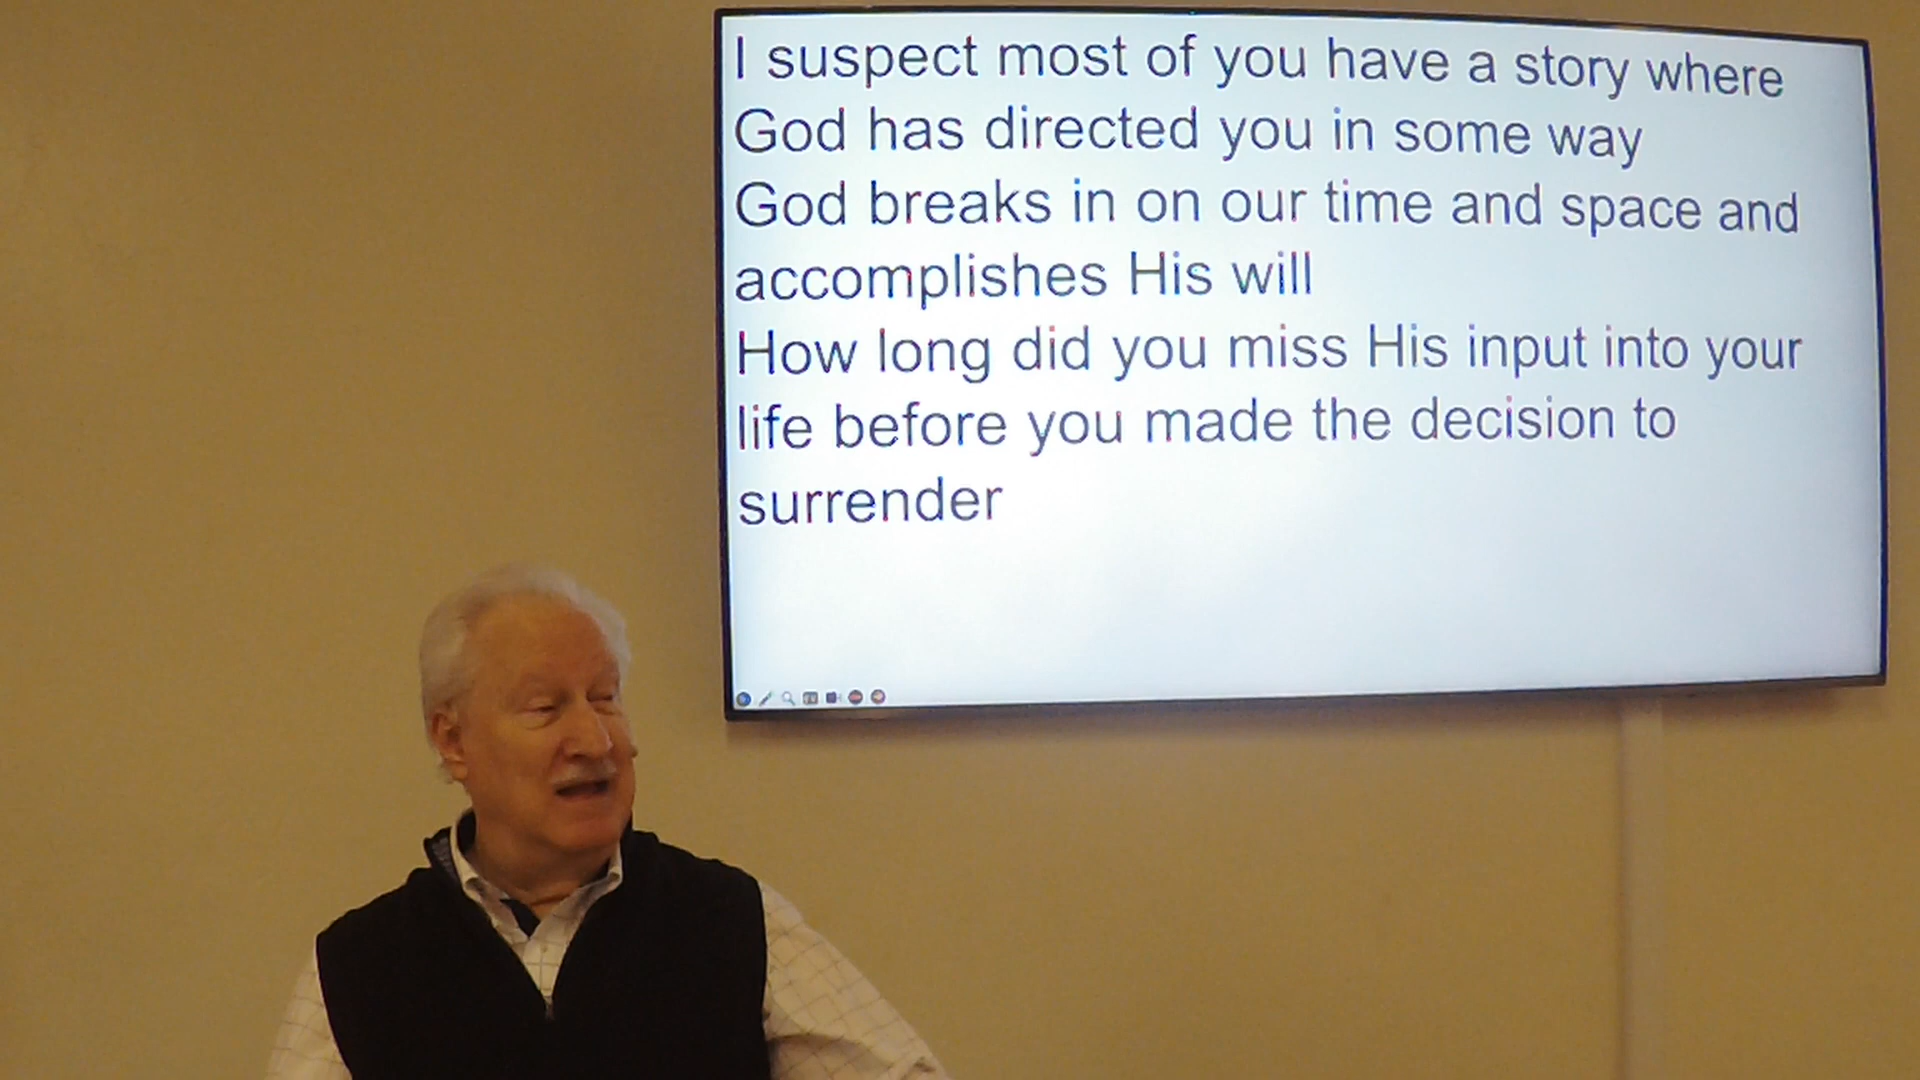 I suspect most of you have a story where
God has directed you in some way
God breaks in on our time and space and
accomplishes His will
How long did you miss His input into your
life before you made the decision to
surrender